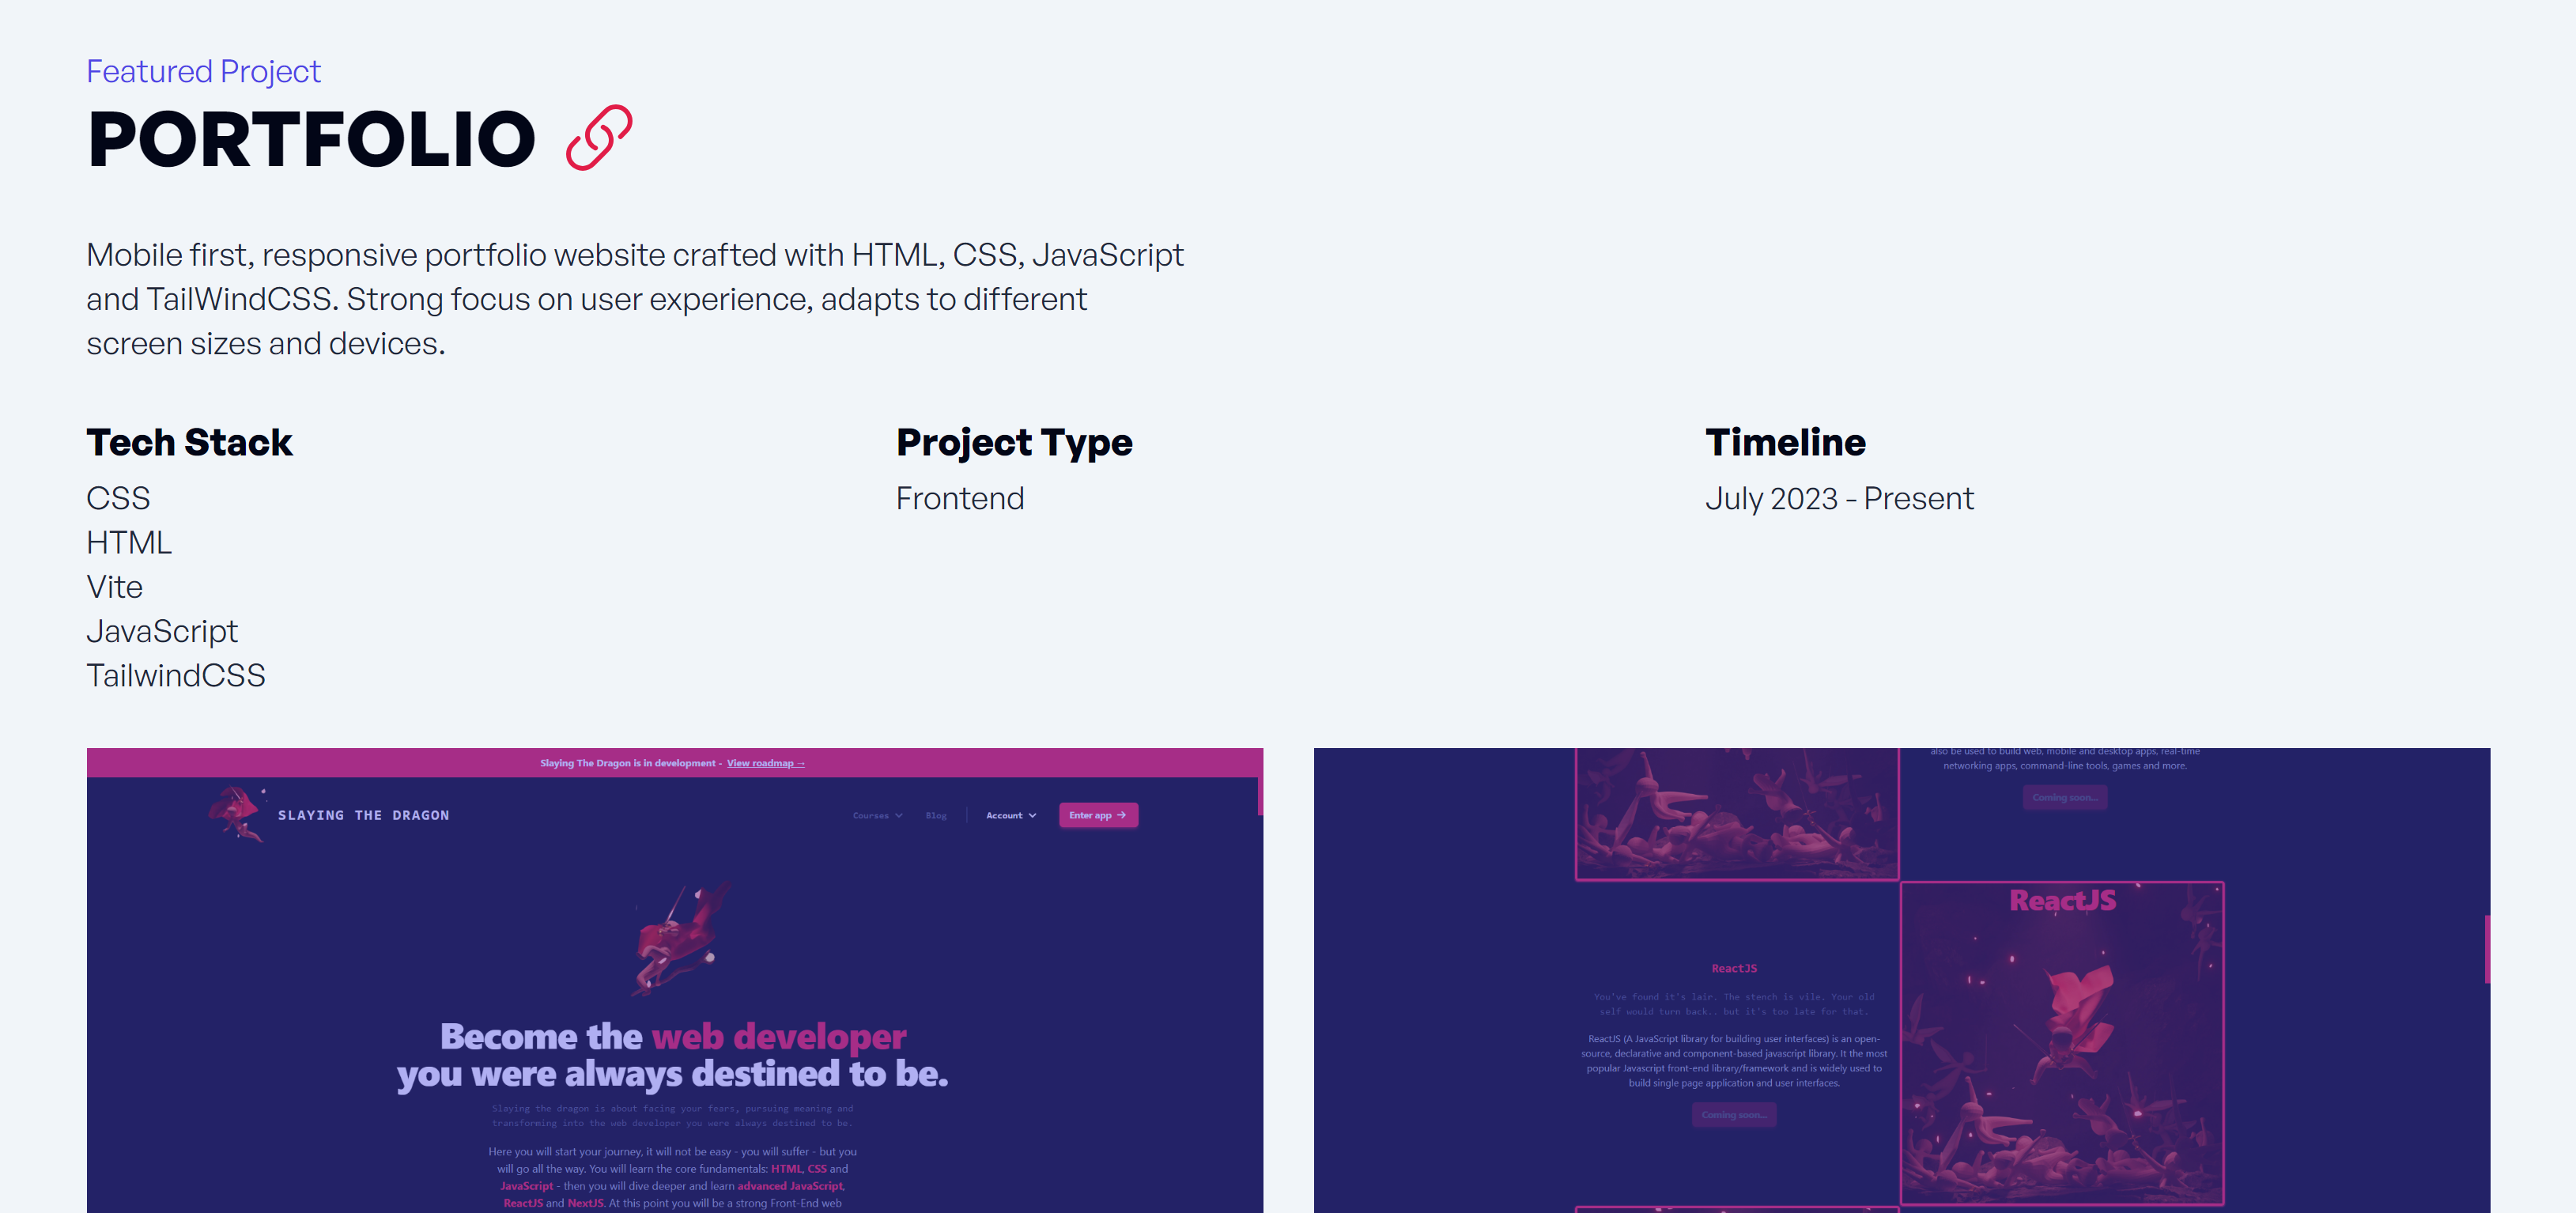 Featured Project
PORTFOLIO
Mobile first, responsive portfolio website crafted with HTML, CSS, JavaScript
and TailWindCSS. Strong focus on user experience, adapts to different
screen sizes and devices.
Tech Stack
CSS
HTML
Vite
JavaScript
TailwindCSS
Project Type
Frontend
Timeline
July 2023 - Present
Slaying The Dragon is in development - View roadmap →
SLAYING THE DRAGON
Courses
Blog
Account
Enter app →
Become the web developer
you were always destined to be.
Slaying the dragon is about facing your fears, pursuing meaning and
transforming into the web developer you were always destined to be.
Here you will start your journey, it will not be easy - you will suffer - but you
will go all the way. You will learn the core fundamentals: HTML, CSS and
JavaScript - then you will dive deeper and learn advanced JavaScript,
ReactJS and NextJS. At this point you will be a strong Front-End web
also be used to build web, mobile and desktop apps, real-time
networking apps, command-line tools, games and more.
Coming soon...
ReactJS
ReactJS
You've found it's lair. The stench is vile. Your old
self would turn back.. but it's too late for that.
ReactJS (A JavaScript library for building user interfaces) is an open-
source, declarative and component-based javascript library. It the most
popular Javascript front-end library/framework and is widely used to
build single page application and user interfaces.
Coming soon...